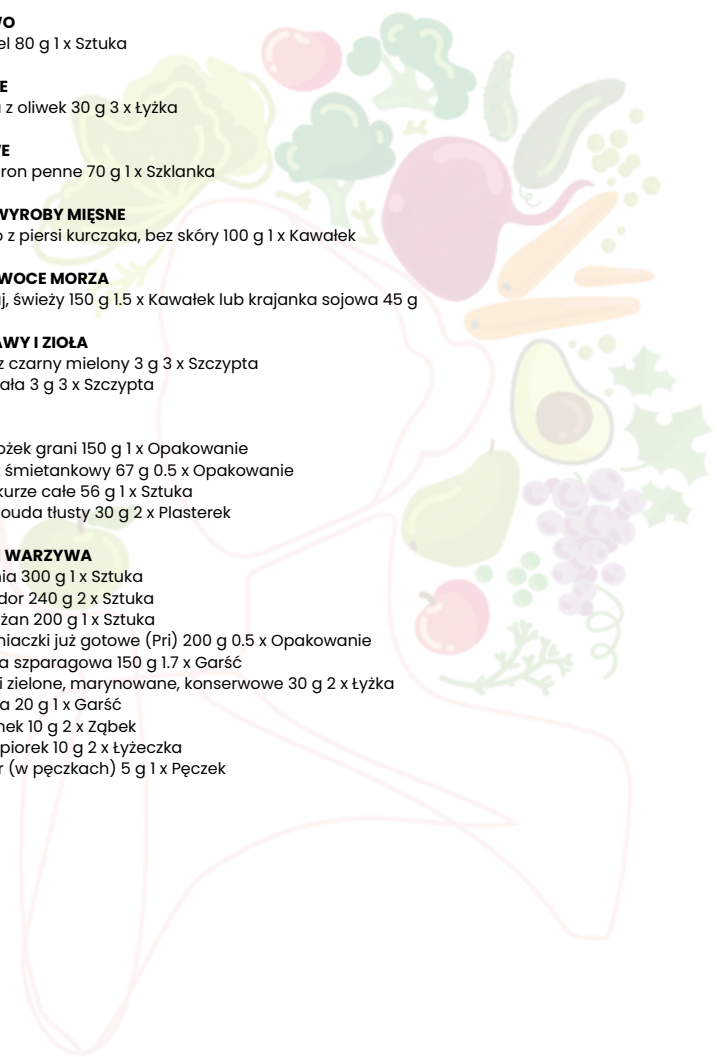 VO
el 80 g 1 x Sztuka
E
a z oliwek 30 g 3 x Łyżka
WE
ron penne 70 g 1 x Szklanka
WYROBY MIĘSNE
o z piersi kurczaka, bez skóry 100 g 1 x Kawałek
WOCE MORZA
j, świeży 150 g 1.5 x Kawałek lub krajanka sojowa 45 g
AWY I ZIOŁA
z czarny mielony 3 g 3 x Szczypta
ała 3 g 3 x Szczypta
ożek grani 150 g 1 x Opakowanie
t śmietankowy 67 g 0.5 x Opakowanie
kurze całe 56 g 1 x Sztuka
ouda tłusty 30 g 2 x Plasterek
I WARZYWA
nia 300 g 1 x Sztuka
dor 240 g 2 x Sztuka
żan 200 g 1 x Sztuka
niaczki już gotowe (Pri) 200 g 0.5 x Opakowanie
a szparagowa 150 g 1.7 x Garść
i zielone, marynowane, konserwowe 30 g 2 x Łyżka
a 20 g 1 x Garść
nek 10 g 2 x Ząbek
piorek 10 g 2 x Łyżeczka
r (w pęczkach) 5 g 1 x Pęczek